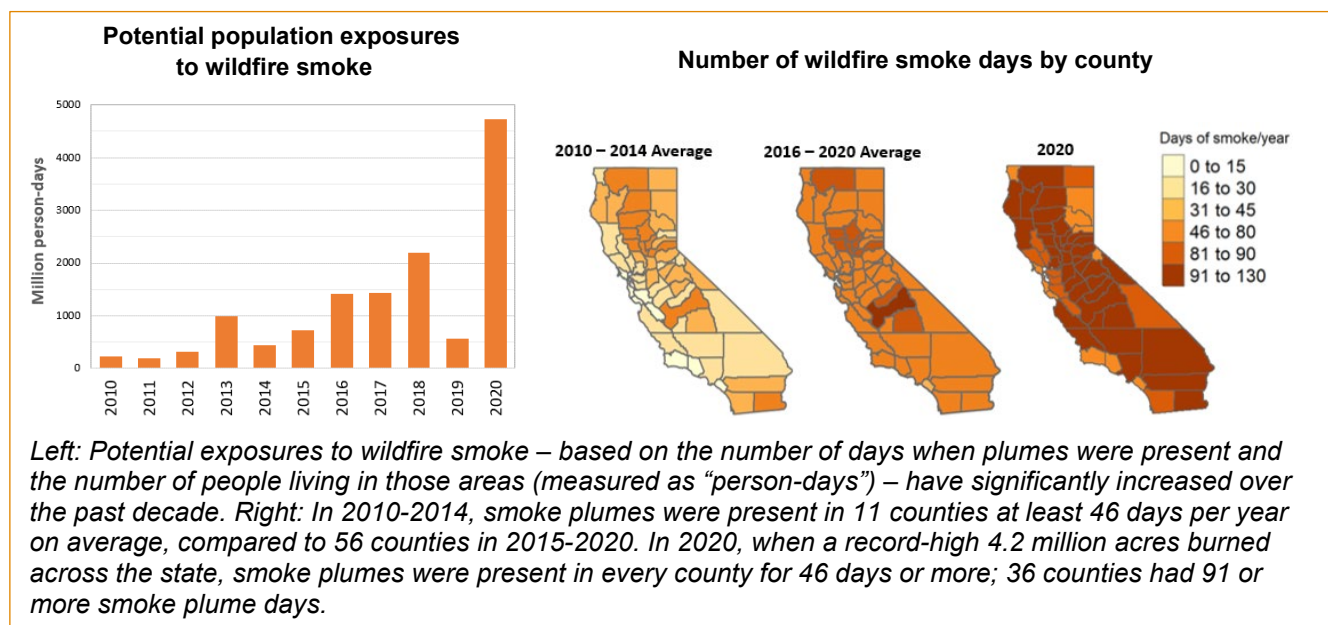 Potential population exposures
to wildfire smoke
Number of wildfire smoke days by county
Million person-days
5000
4000
3000
2000
1000
0
2010
2011
2012
2013
2014
2015
2016
2017
2018
2019
2020
2010 – 2014 Average
2016 – 2020 Average
2020
Days of smoke/year
0 to 15
16 to 30
31 to 45
46 to 80
81 to 90
91 to 130
Left: Potential exposures to wildfire smoke – based on the number of days when plumes were present and
the number of people living in those areas (measured as “person-days”) – have significantly increased over
the past decade. Right: In 2010-2014, smoke plumes were present in 11 counties at least 46 days per year
on average, compared to 56 counties in 2015-2020. In 2020, when a record-high 4.2 million acres burned
across the state, smoke plumes were present in every county for 46 days or more; 36 counties had 91 or
more smoke plume days.